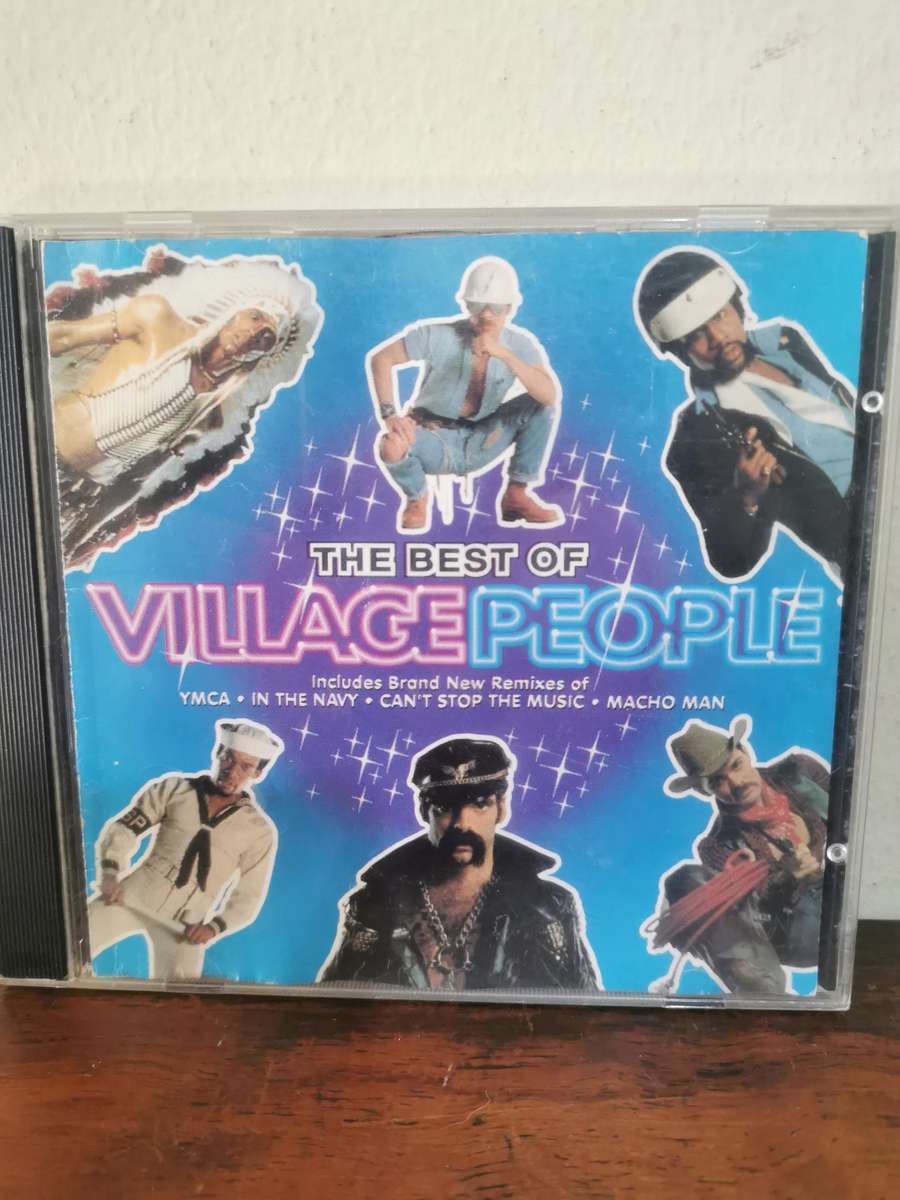 THE BEST OF
VILLAGE PEOPLE
Includes Brand New Remixes of
YMCA • IN THE NAVY • CAN'T STOP THE MUSIC • MACHO MAN
SP